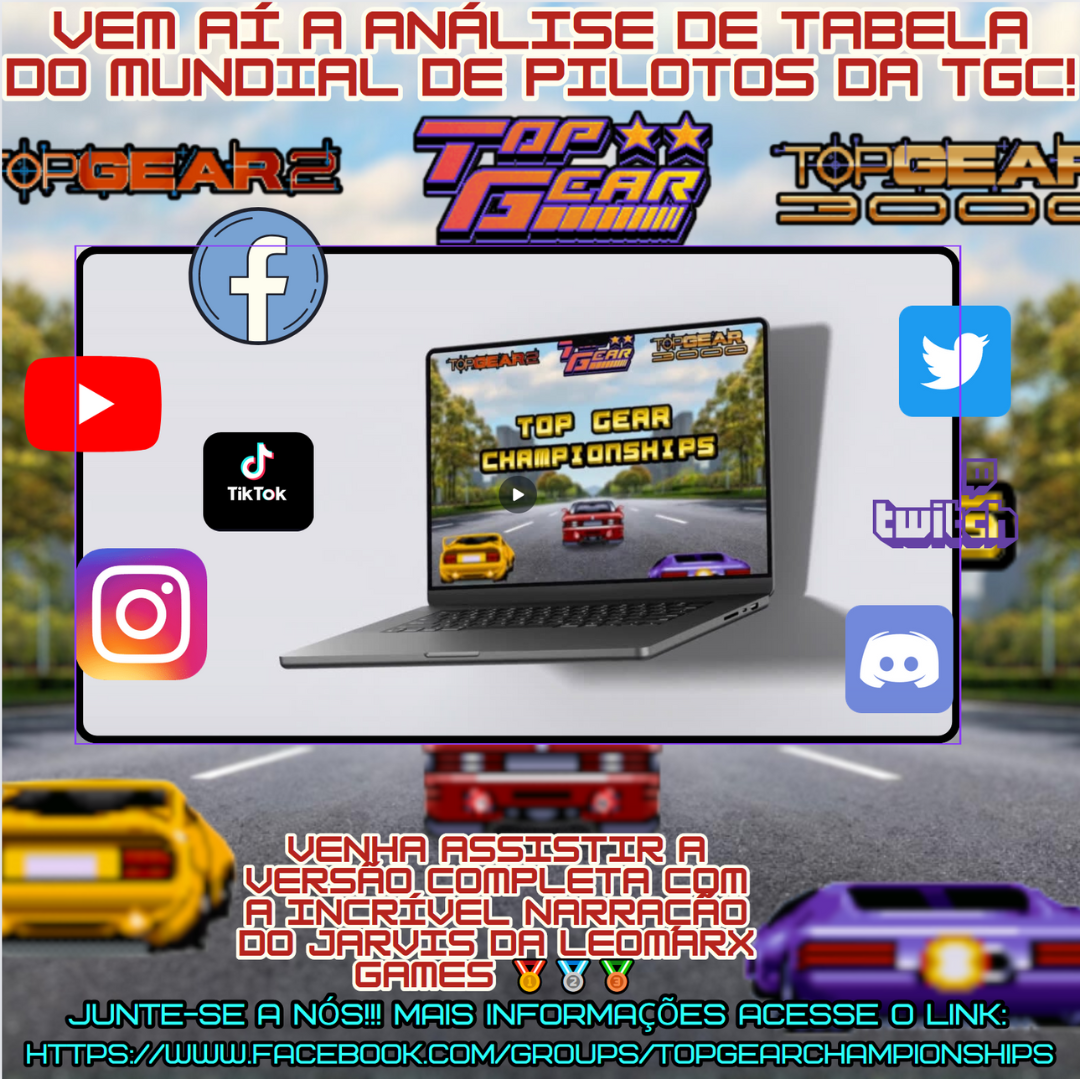 VEM AÍ A ANÁLISE DE TABELA
DO MUNDIAL DE PILOTOS DA TGC!
TOPGEAR2
TOP GEAR
TOPGEAR
3000
TOPGEAR2
TOP GEAR
TOPGEAR
3000
TOP GEAR
CHAMPIONSHIPS
TikTok
twitch
VENHA ASSISTIR A
VERSÃO COMPLETA COM
A INCRÍVEL NARRAÇÃO
DO JARVIS DA LEOMARX
GAMES 🥇🥈🥉
JUNTE-SE A NÓS!!! MAIS INFORMAÇÕES ACESSE O LINK:
HTTPS://WWW.FACEBOOK.COM/GROUPS/TOPGEARCHAMPIONSHIPS